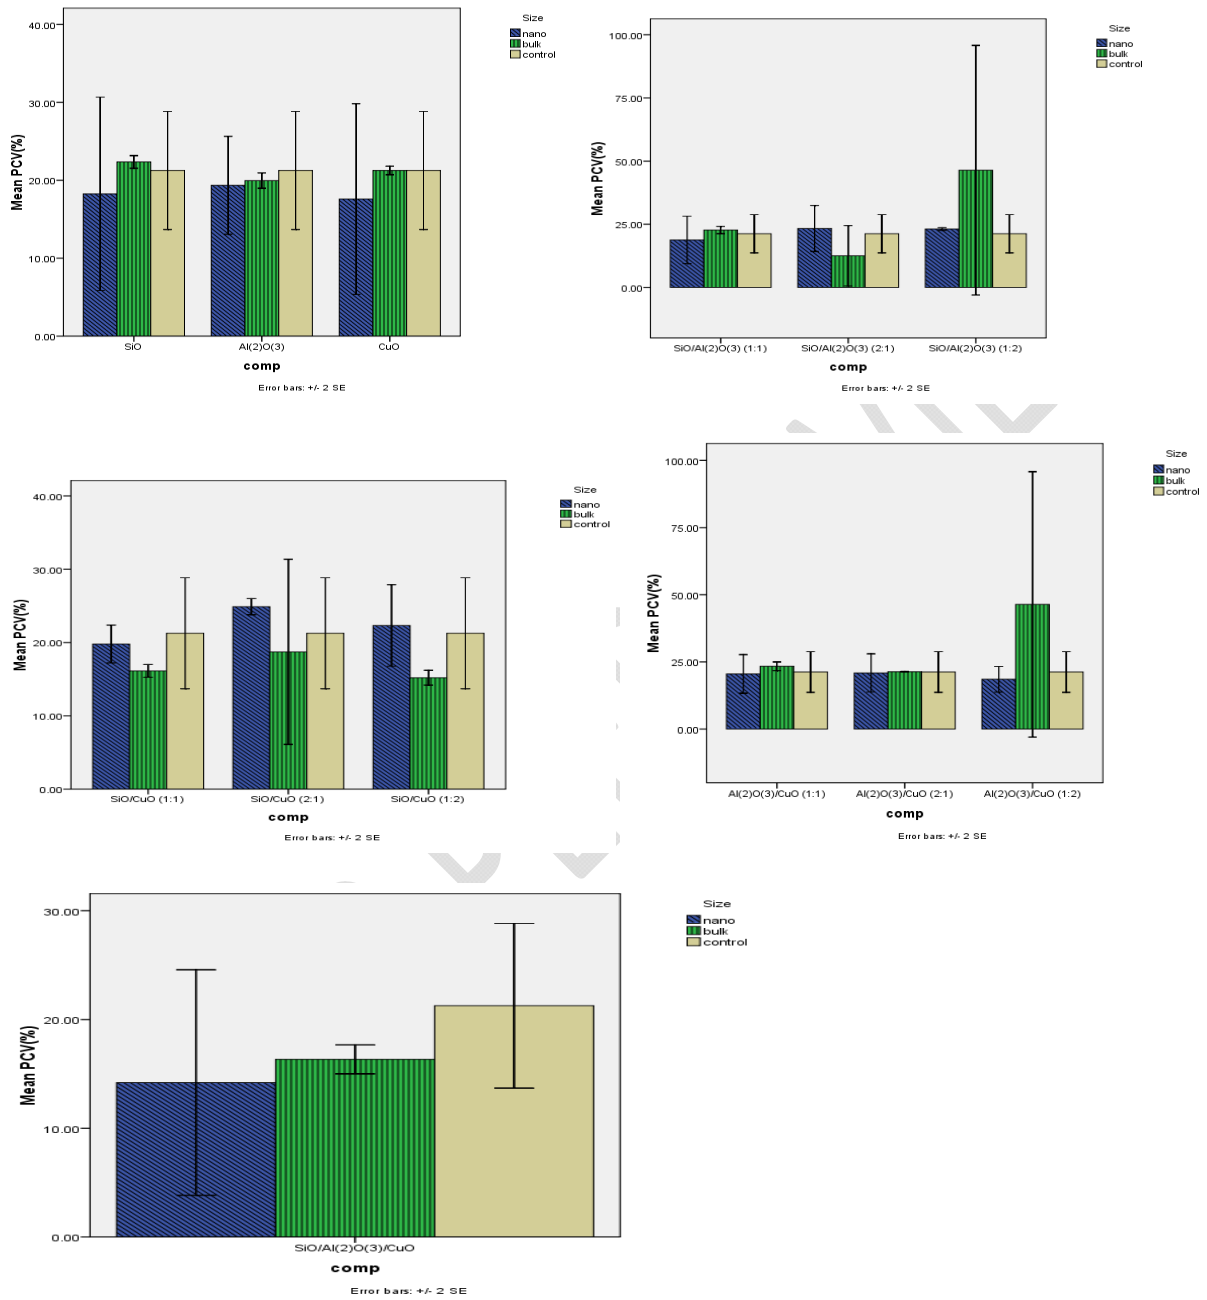 Size
nano
bulk
control
40.00
30.00
20.00
10.00
0.00
Mean PCV(%)
SiO Al(2)O(3) CuO
comp
Error bars: +/- 2 SE
Size
nano
bulk
control
100.00
75.00
50.00
25.00
0.00
Mean PCV(%)
SiO/Al(2)O(3) (1:1) SiO/Al(2)O(3) (2:1) SiO/Al(2)O(3) (1:2)
comp
Error bars: +/- 2 SE
Size
nano
bulk
control
40.00
30.00
20.00
10.00
0.00
Mean PCV(%)
SiO/CuO (1:1) SiO/CuO (2:1) SiO/CuO (1:2)
comp
Error bars: +/- 2 SE
Size
nano
bulk
control
100.00
75.00
50.00
25.00
0.00
Mean PCV(%)
Al(2)O(3)/CuO (1:1) Al(2)O(3)/CuO (2:1) Al(2)O(3)/CuO (1:2)
comp
Error bars: +/- 2 SE
Size
nano
bulk
control
30.00
20.00
10.00
0.00
Mean PCV(%)
SiO/Al(2)O(3)/CuO
comp
Error bars: +/- 2 SE